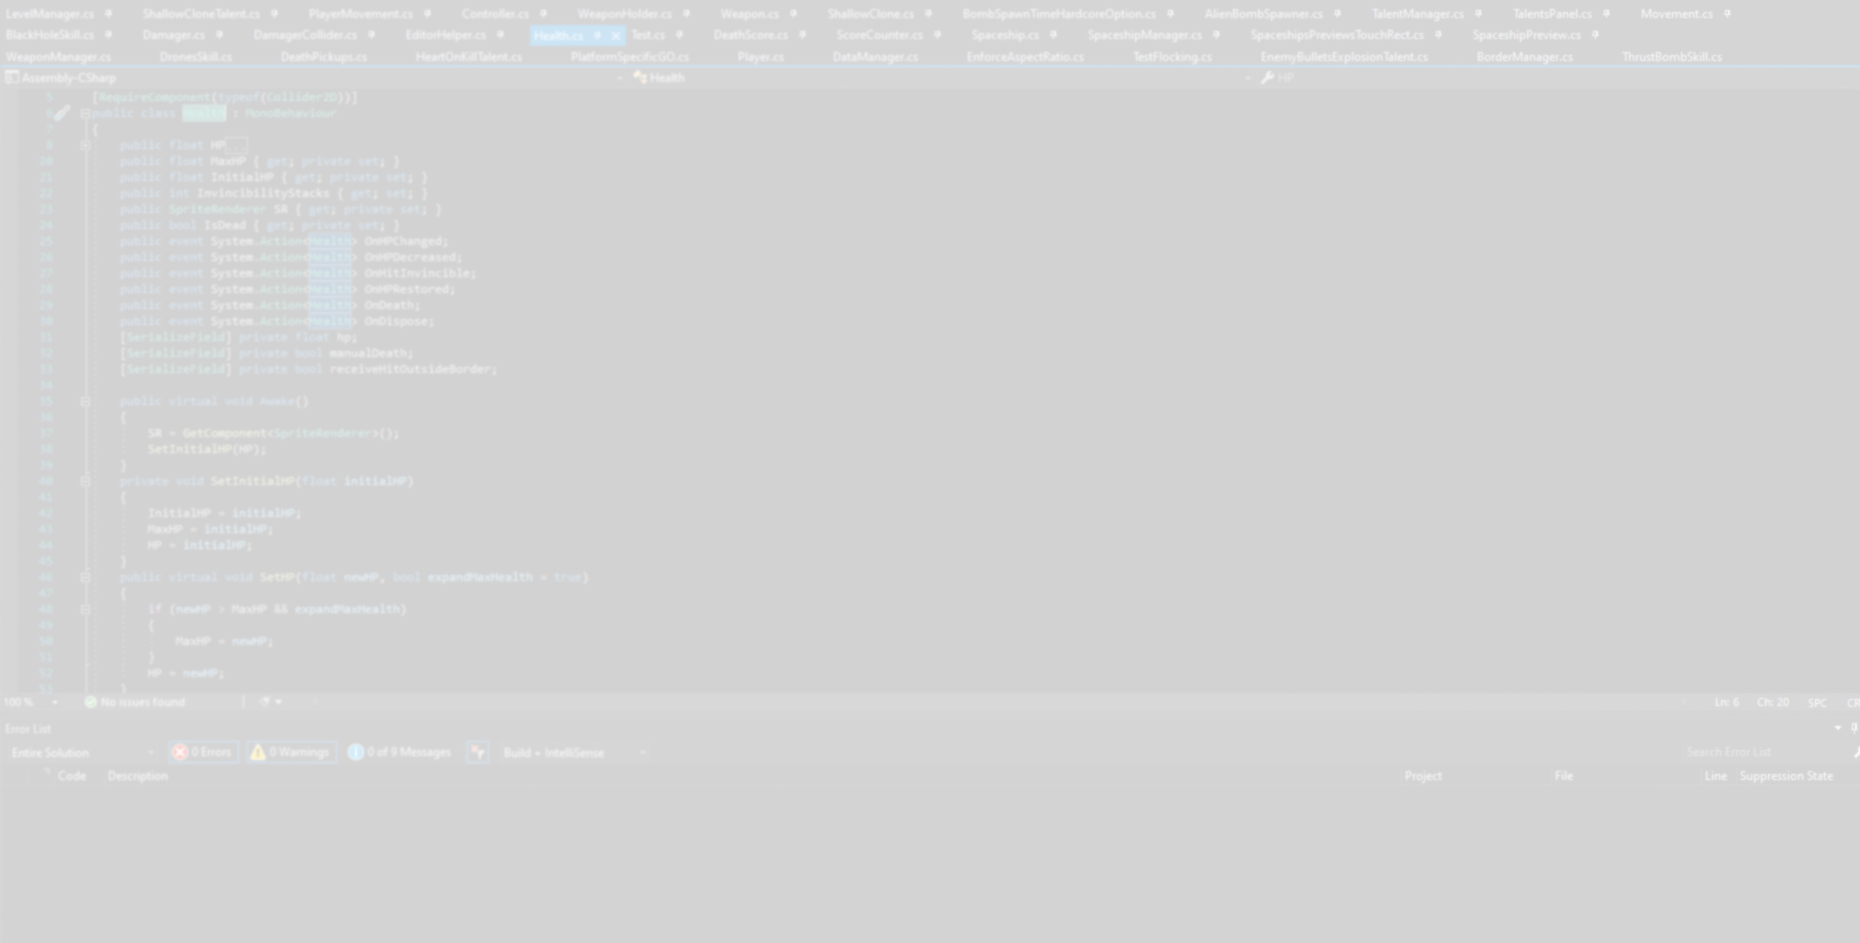 LevelManager.cs ShallowCloneTalent.cs PlayerMovement.cs Controller.cs WeaponHolder.cs Weapon.cs ShallowClone.cs BombSpawnTimeHardcoreOption.cs AlienBombSpawner.cs TalentManager.cs TalentsPanel.cs Movement.cs
BlackHoleSkill.cs Damager.cs DamagerCollider.cs EditorHelper.cs Health.cs Test.cs DeathScore.cs ScoreCounter.cs Spaceship.cs SpaceshipManager.cs SpaceshipsPreviewsTouchRect.cs SpaceshipPreview.cs
WeaponManager.cs DronesSkill.cs DeathPickups.cs HeartOnKillTalent.cs PlatformSpecificGO.cs Player.cs DataManager.cs EnforceAspectRatio.cs TestFlocking.cs EnemyBulletsExplosionTalent.cs BorderManager.cs ThrustBombSkill.cs
Assembly-CSharp Health HP
5 [RequireComponent(typeof(Collider2D))]
6 public class Health : MonoBehaviour
7 {
8 public float HP...
20 public float MaxHP { get; private set; }
21 public float InitialHP { get; private set; }
22 public int InvincibilityStacks { get; set; }
23 public SpriteRenderer SR { get; private set; }
24 public bool IsDead { get; private set; }
25 public event System.Action<Health> OnHPChanged;
26 public event System.Action<Health> OnHPDecreased;
27 public event System.Action<Health> OnHitInvincible;
28 public event System.Action<Health> OnHPRestored;
29 public event System.Action<Health> OnDeath;
30 public event System.Action<Health> OnDispose;
31 [SerializeField] private float hp;
32 [SerializeField] private bool manualDeath;
33 [SerializeField] private bool receiveHitOutsideBorder;
34
35 public virtual void Awake()
36 {
37 SR = GetComponent<SpriteRenderer>();
38 SetInitialHP(HP);
39 }
40 private void SetInitialHP(float initialHP)
41 {
42 InitialHP = initialHP;
43 MaxHP = initialHP;
44 HP = initialHP;
45 }
46 public virtual void SetHP(float newHP, bool expandMaxHealth = true)
47 {
48 if (newHP > MaxHP && expandMaxHealth)
49 {
50 MaxHP = newHP;
51 }
52 HP = newHP;
53 }
100 % No issues found Ln: 6 Ch: 20 SPC CR
Error List
Entire Solution 0 Errors 0 Warnings 0 of 9 Messages Build + IntelliSense Search Error List
Code Description Project File Line Suppression State